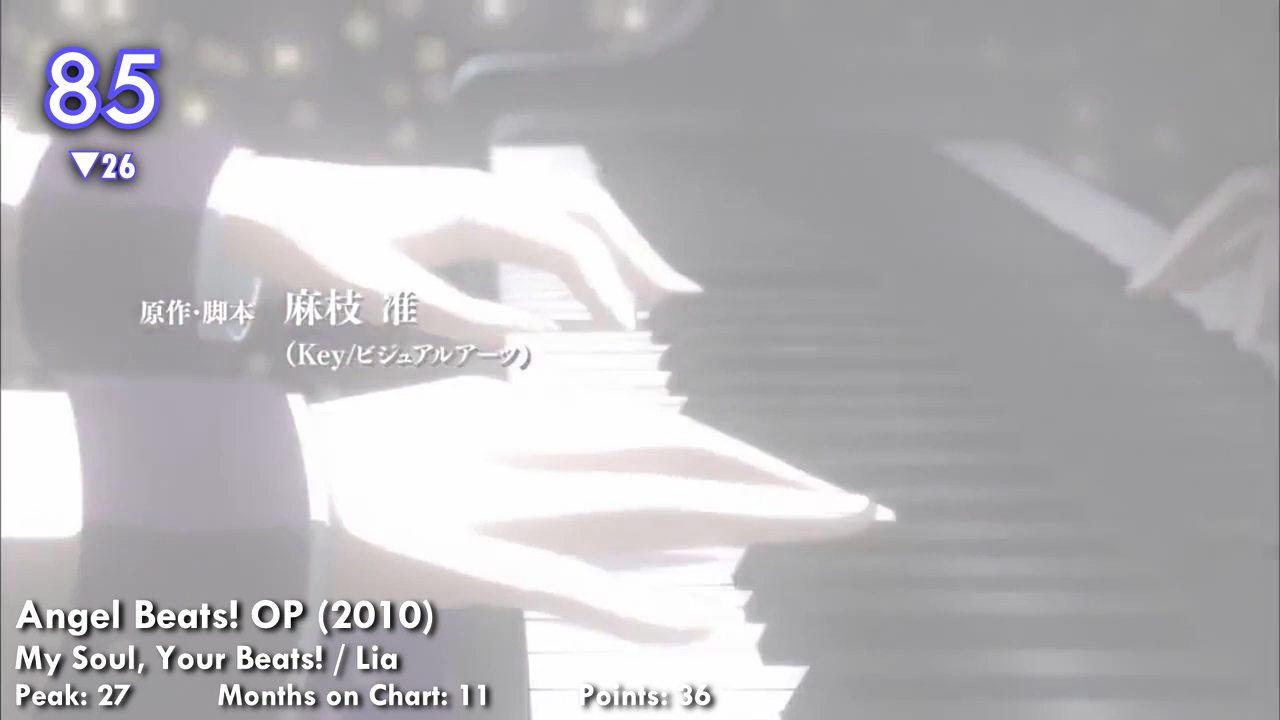 85
▼26
原作・脚本 麻枝 准
(Key/ビジュアルアーツ)
Angel Beats! OP (2010)
My Soul, Your Beats! / Lia
Peak: 27 Months on Chart: 11 Points: 36